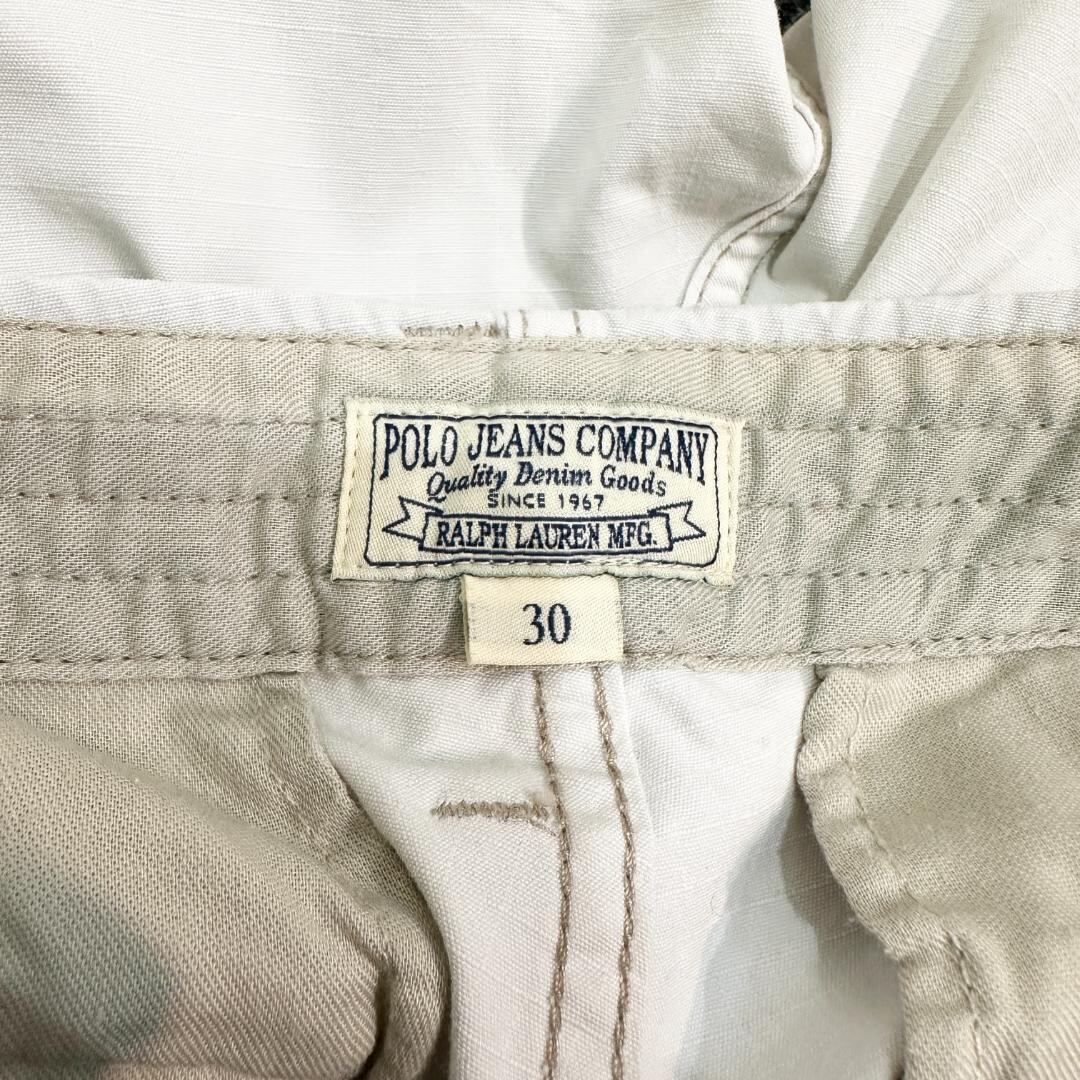 POLO JEANS COMPANY
Quality Denim Goods
SINCE 1967
RALPH LAUREN MFG.
30